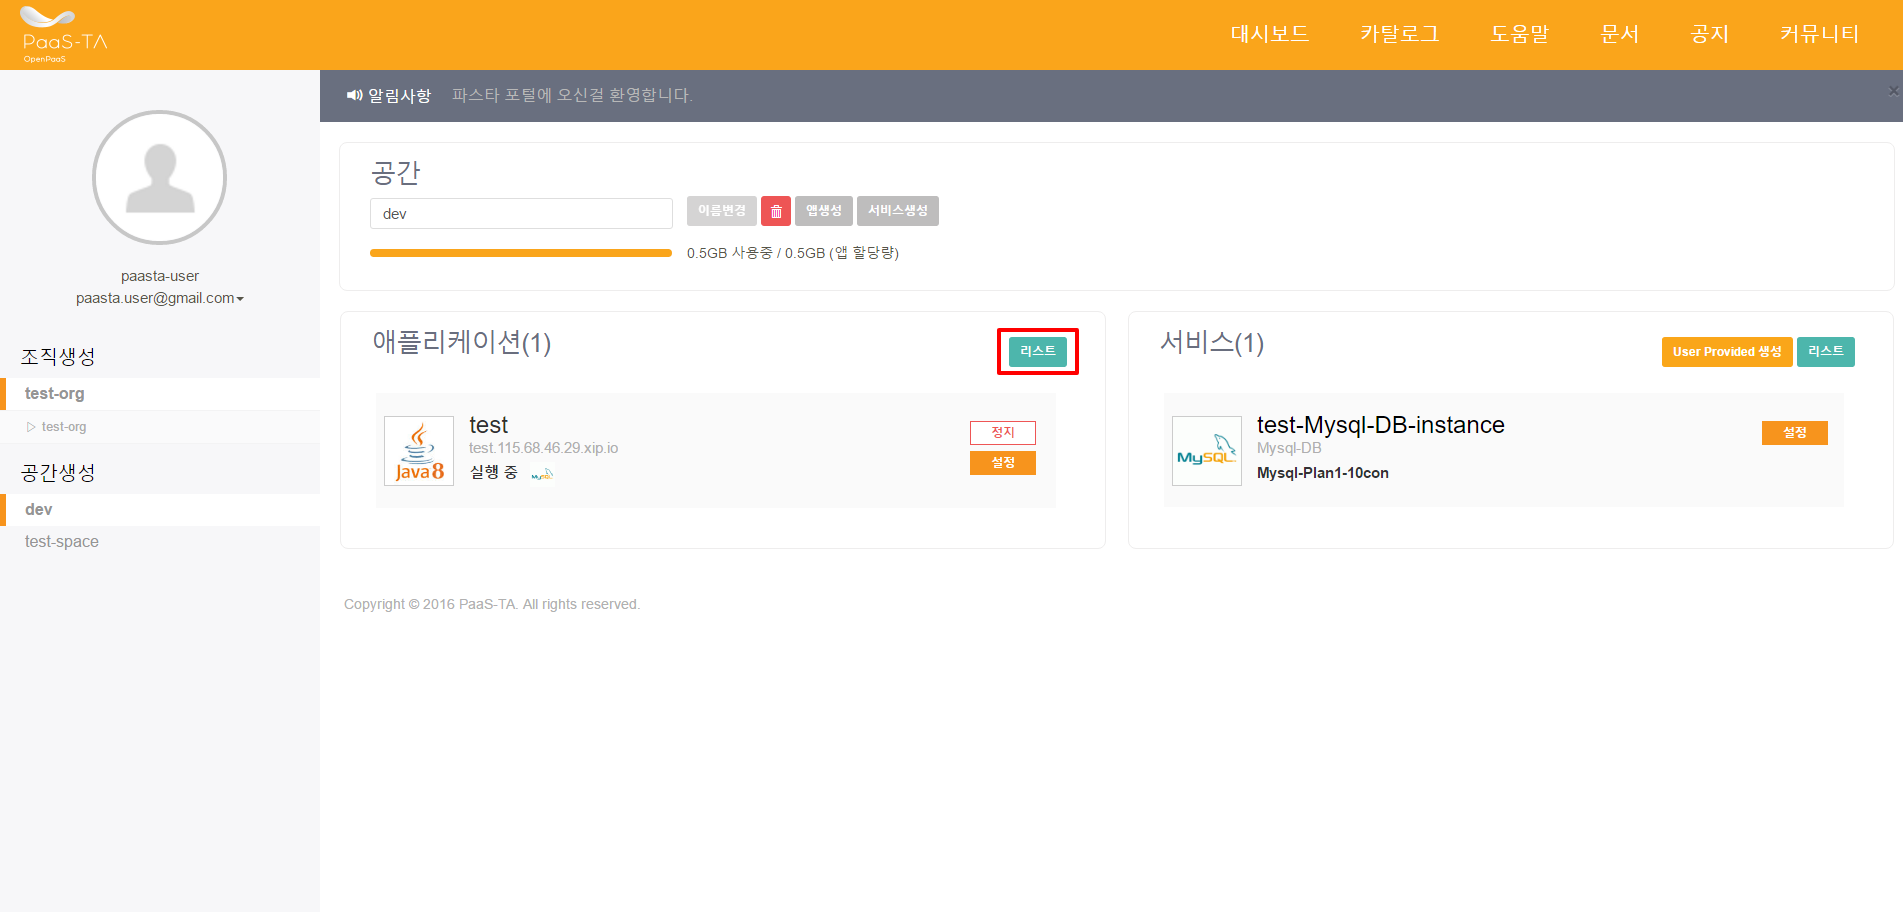 PaaS-TA
OpenPaaS
대시보드 카탈로그 도움말 문서 공지 커뮤니티
알림사항 파스타 포털에 오신걸 환영합니다. ×
paasta-user
paasta.user@gmail.com
조직생성
test-org
▷ test-org
공간생성
dev
test-space
공간
dev 이름변경 앱생성 서비스생성
0.5GB 사용중 / 0.5GB (앱 할당량)
애플리케이션(1) 리스트
Java8
test
test.115.68.46.29.xip.io
실행 중 MySQL
정지
설정
서비스(1) User Provided 생성 리스트
MySQL
test-Mysql-DB-instance
Mysql-DB
Mysql-Plan1-10con
설정
Copyright © 2016 PaaS-TA. All rights reserved.